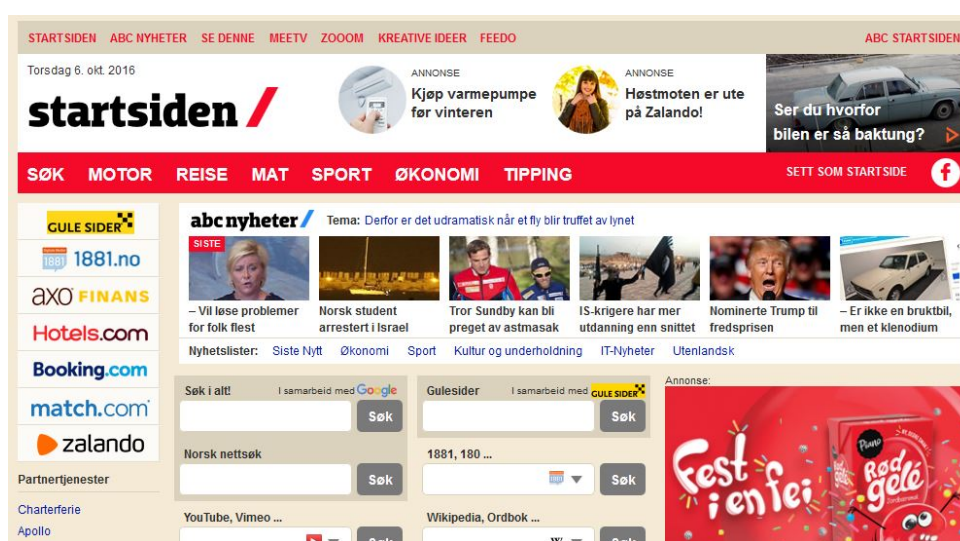 STARTSIDEN ABC NYHETER SE DENNE MEETV ZOOOM KREATIVE IDEER FEEDO ABC STARTSIDEN
Torsdag 6. okt. 2016
startsiden
ANNONSE
Kjøp varmepumpe
før vinteren
ANNONSE
Høstmoten er ute
på Zalando!
Ser du hvorfor
bilen er så baktung?
SØK MOTOR REISE MAT SPORT ØKONOMI TIPPING SETT SOM STARTSIDE f
GULE SIDER
1881 1881.no
axo FINANS
Hotels.com
Booking.com
match.com
zalando
Partnertjenester
Charterferie
Apollo
abc nyheter Tema: Derfor er det udramatisk når et fly blir truffet av lynet
SISTE
– Vil løse problemer
for folk flest
Norsk student
arrestert i Israel
Tror Sundby kan bli
preget av astmasak
IS-krigere har mer
utdanning enn snittet
Nominerte Trump til
fredsprisen
– Er ikke en bruktbil,
men et klenodium
Nyhetslister: Siste Nytt Økonomi Sport Kultur og underholdning IT-Nyheter Utenlandsk
Søk i alt! I samarbeid med Google
Søk
Norsk nettsøk
Søk
YouTube, Vimeo ...
Søk
Gulesider I samarbeid med GULE SIDER
Søk
1881, 180 ...
Søk
Wikipedia, Ordbok ...
W Søk
Annonse:
Fest
i en fei
Piano
Rød
gelé